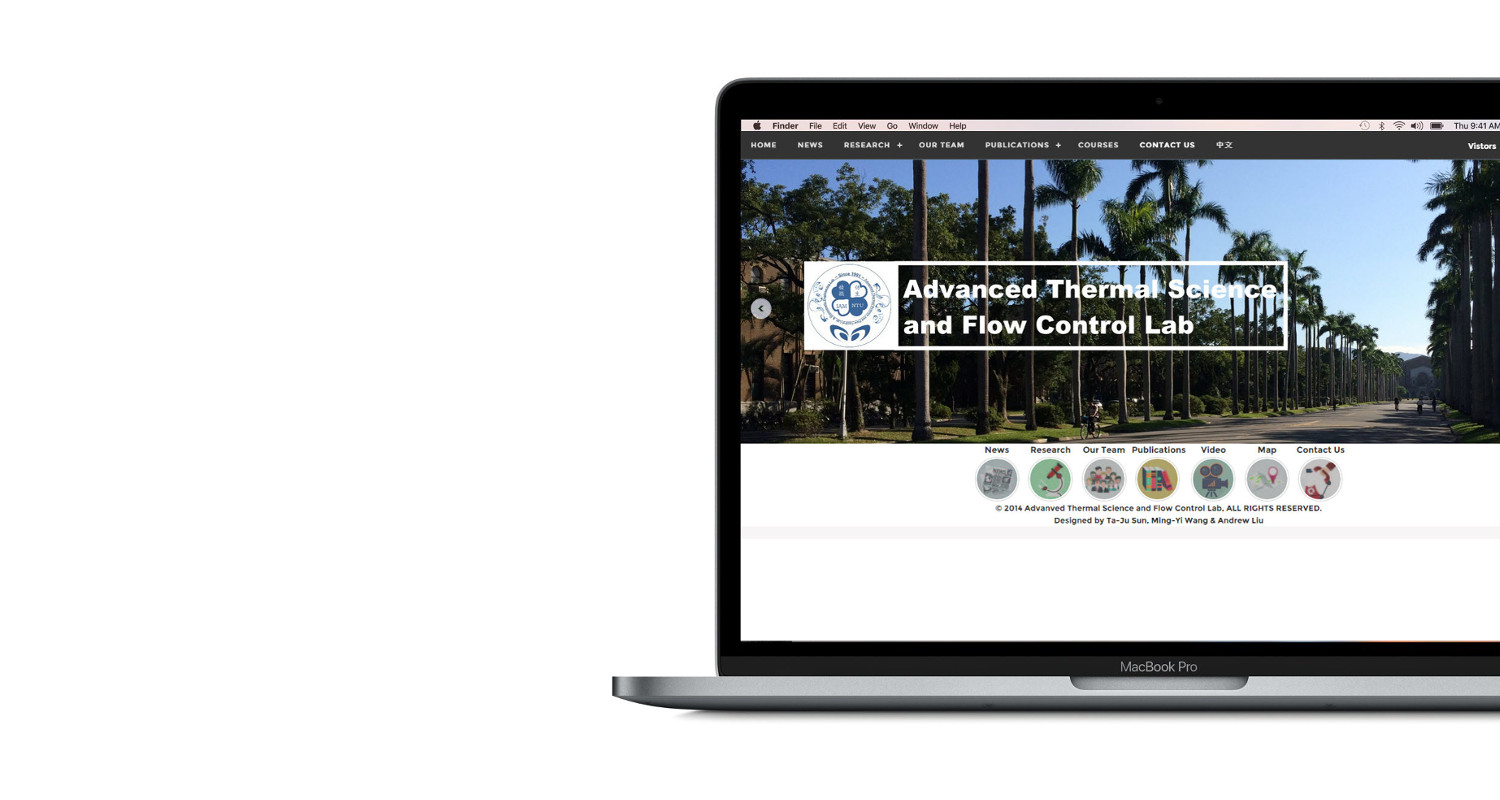 Finder File Edit View Go Window Help Thu 9:41 AM
HOME NEWS RESEARCH + OUR TEAM PUBLICATIONS + COURSES CONTACT US 中文 Vistors
Since 1991
IAM NTU
Advanced Thermal Science
and Flow Control Lab
News Research Our Team Publications Video Map Contact Us
© 2014 Advanved Thermal Science and Flow Control Lab, ALL RIGHTS RESERVED.
Designed by Ta-Ju Sun, Ming-Yi Wang & Andrew Liu
MacBook Pro